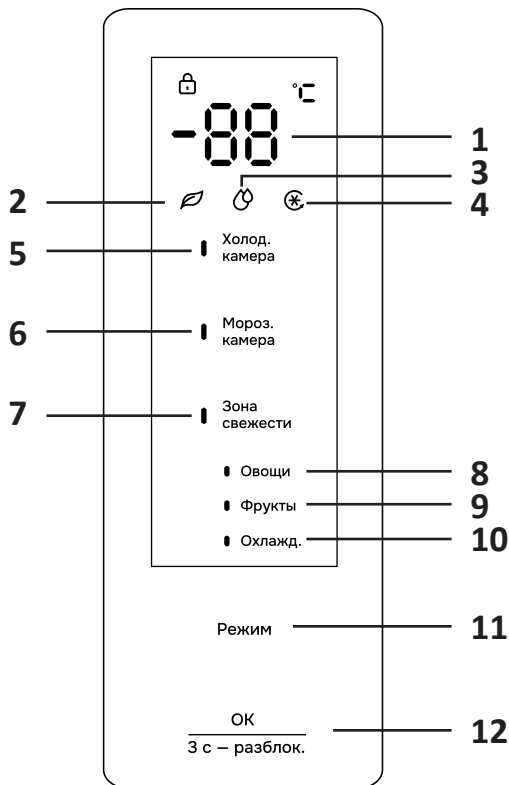 °C
-88
1
3
2
4
5
Холод.
камера
6
Мороз.
камера
7
Зона
свежести
Овощи
8
Фрукты
9
Охлажд.
10
Режим
11
ОК
3 с – разблок.
12